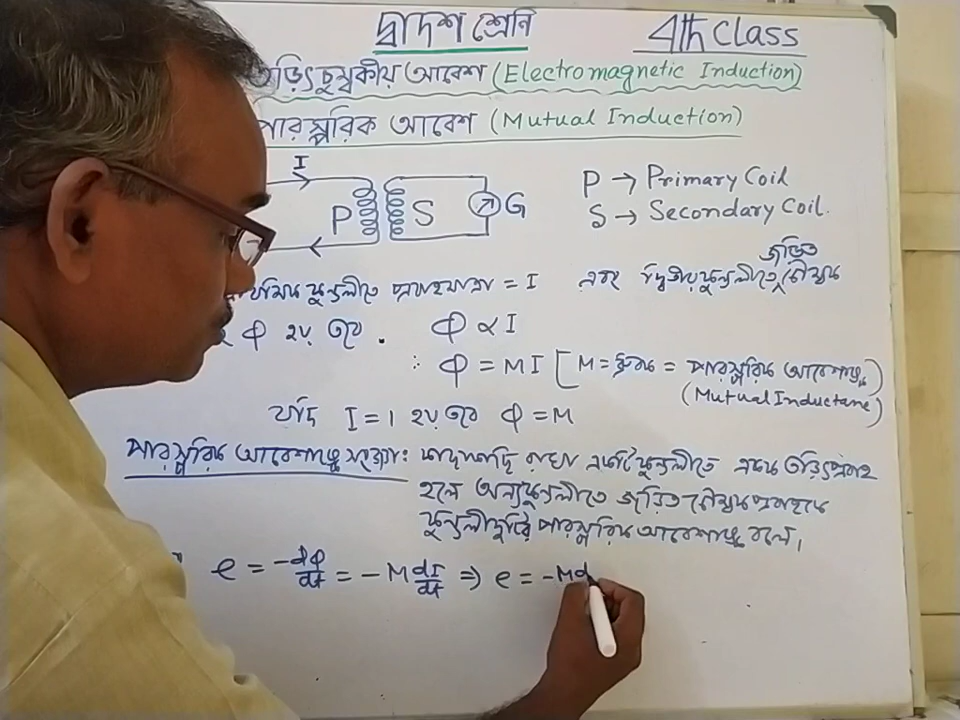 দ্বাদশ শ্রেণি 4th Class
তড়িৎচুম্বকীয় আবেশ (Electromagnetic Induction)
পারস্পরিক আবেশ (Mutual Induction)
I
P S G
P → Primary Coil
S → Secondary Coil.
কুন্ডলীতে প্রবাহমাত্রা = I এবং দ্বিতীয় কুন্ডলীতে জড়িত চৌম্বক
Φ হয় তবে . Φ ∝ I
∴ Φ = MI [M = ধ্রুবক = পারস্পরিক আবেশাঙ্ক
(Mutual Inductane)
যদি I = 1 হয় তবে Φ = M
পারস্পরিক আবেশাঙ্কে সংজ্ঞা: পাশাপাশি রাখা একটি কুন্ডলীতে একক তড়িৎপ্রবাহ
হলে অন্য কুন্ডলীতে জরিত চৌম্বক প্রবাহকে
কুন্ডলী দুটির পারস্পরিক আবেশাঙ্ক বলে।
e = -dΦ/dt = -M dI/dt ⇒ e = -Md